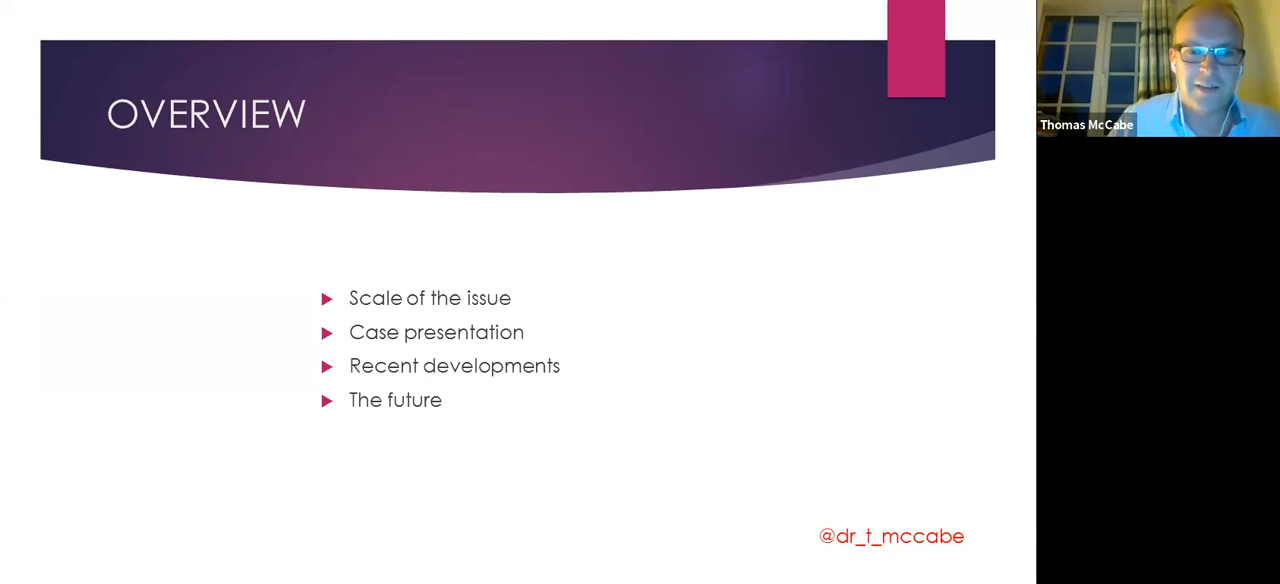 OVERVIEW
Scale of the issue
Case presentation
Recent developments
The future
@dr_t_mccabe
Thomas McCabe